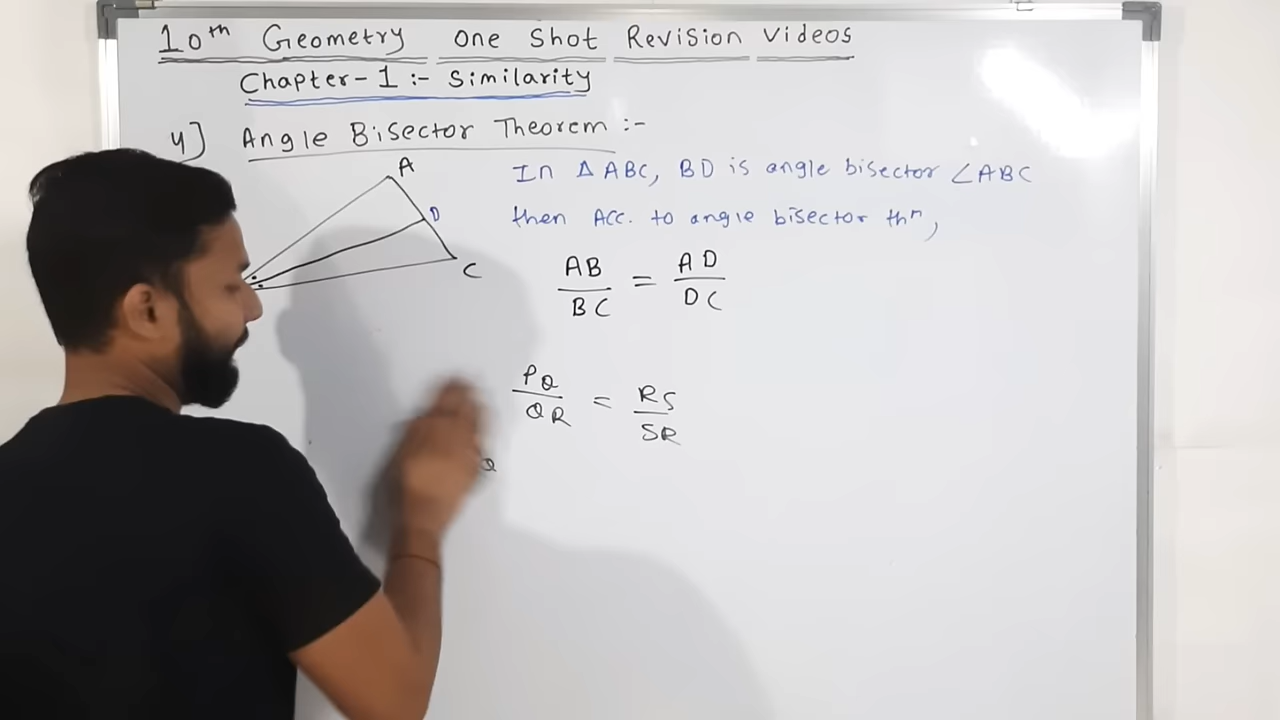 10th Geometry One Shot Revision Videos
Chapter-1 :- Similarity
4] Angle Bisector Theorem :-
A
D
C
In Δ ABC, BD is angle bisector ∠ABC
then Acc. to angle bisector thⁿ,
AB/BC = AD/DC
PQ/QR = RS/SR
Q